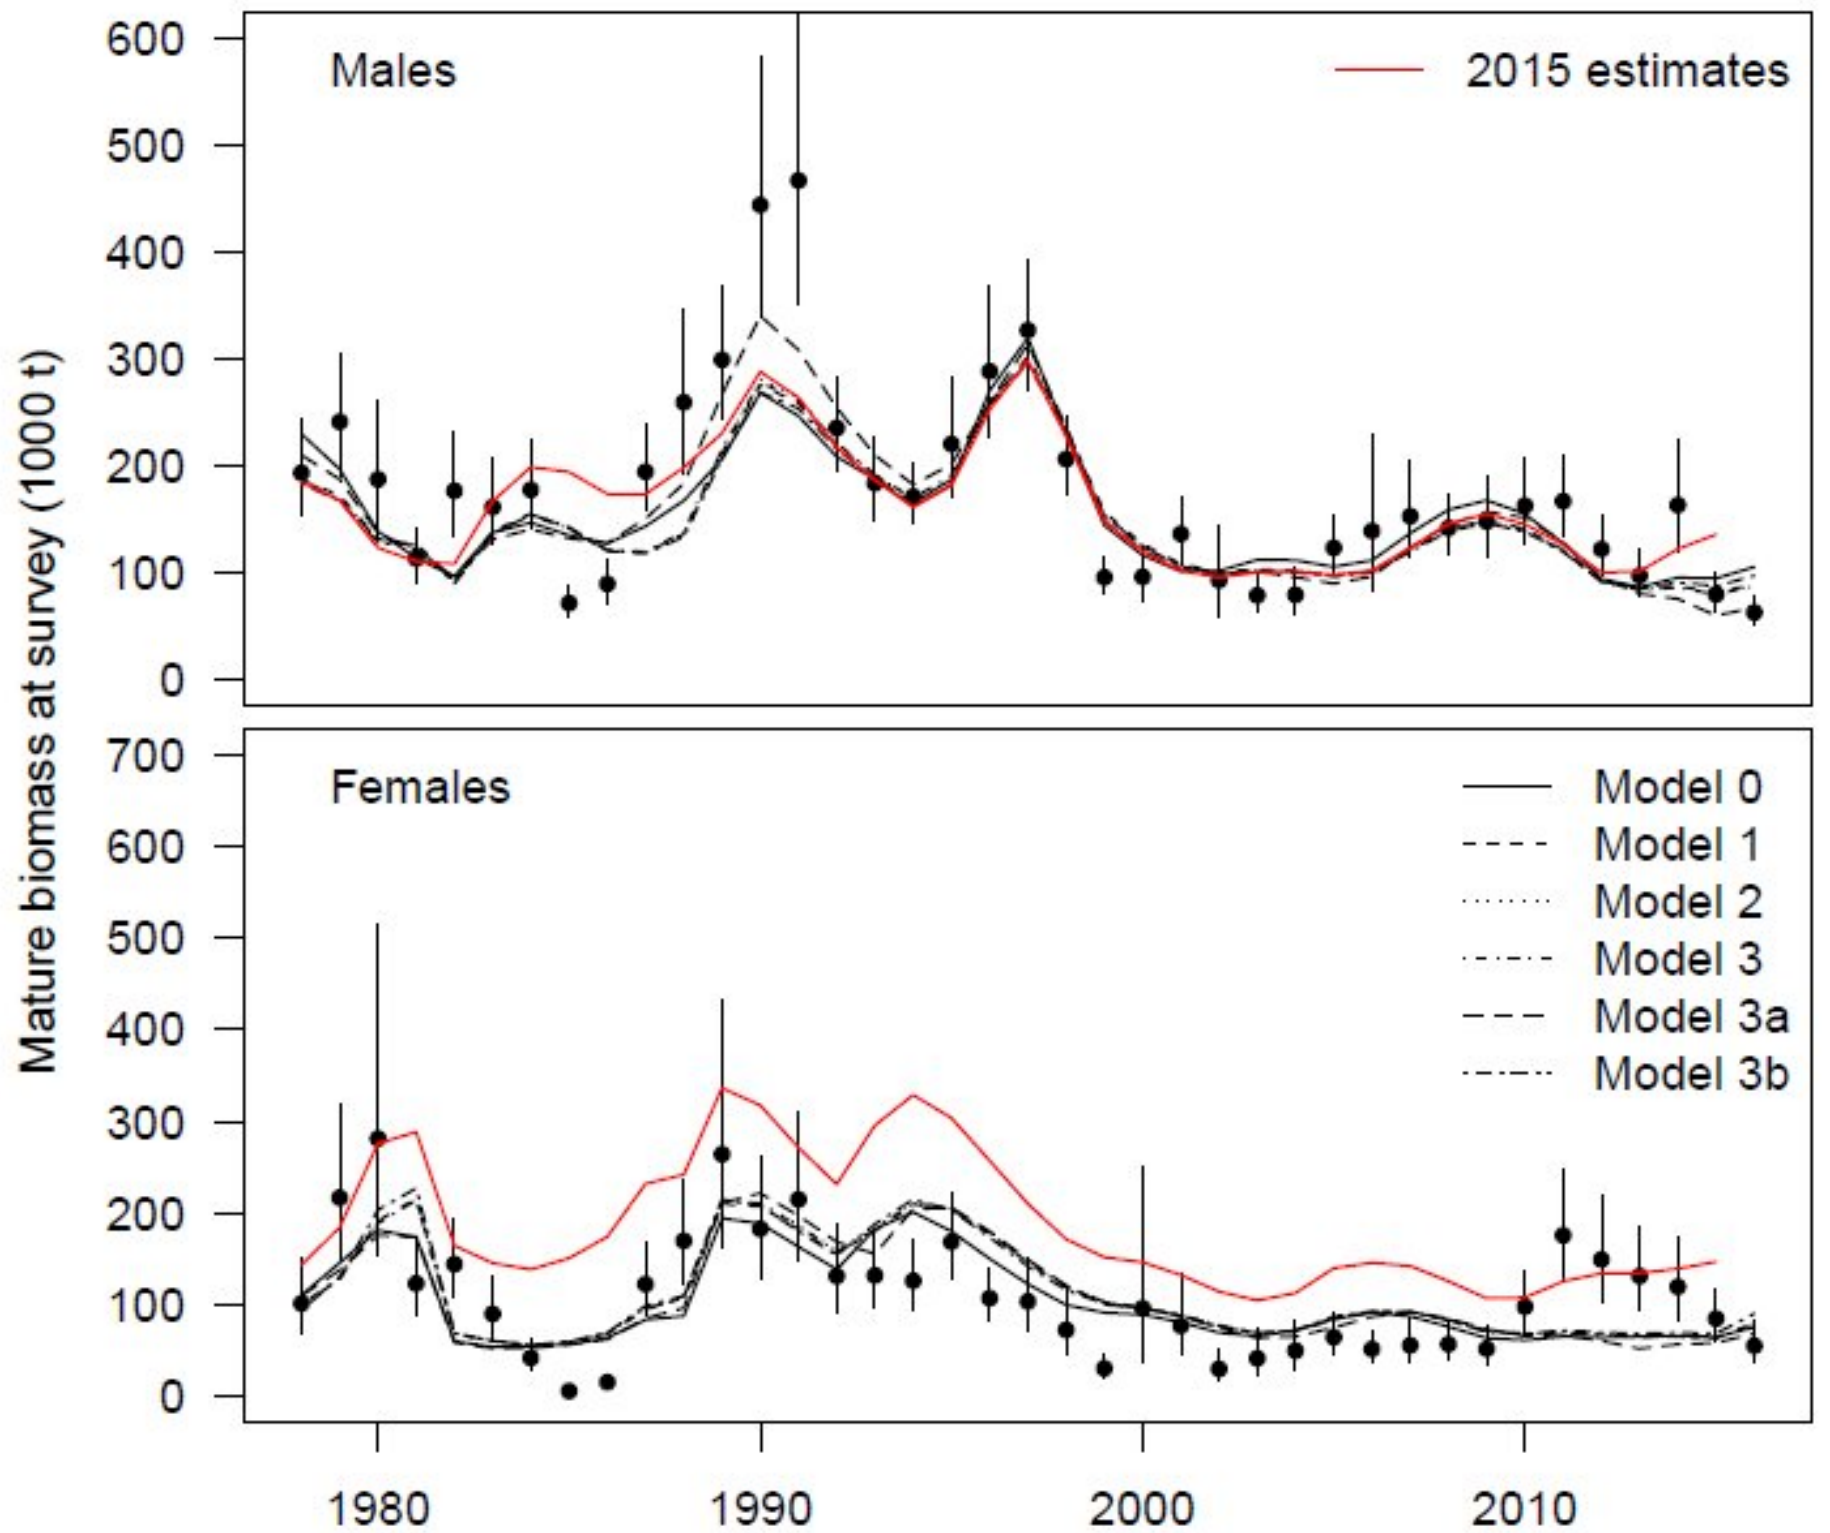 Mature biomass at survey (1000 t)
600
500
400
300
200
100
0
Males
2015 estimates
700
600
500
400
300
200
100
0
Females
Model 0
Model 1
Model 2
Model 3
Model 3a
Model 3b
1980
1990
2000
2010